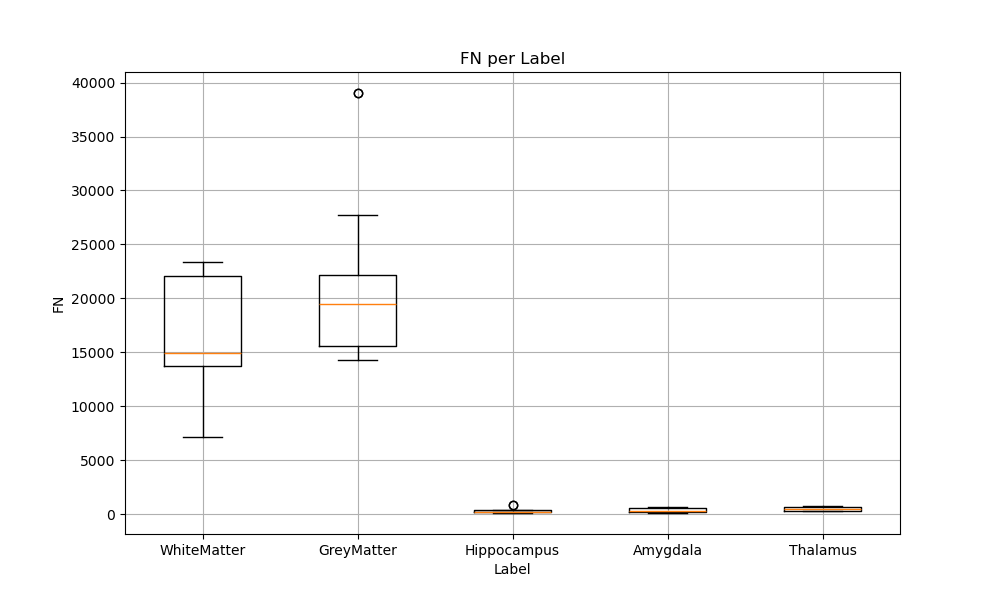 FN per Label
40000
35000
30000
25000
20000
15000
10000
5000
0
FN
WhiteMatter GreyMatter Hippocampus Amygdala Thalamus
Label